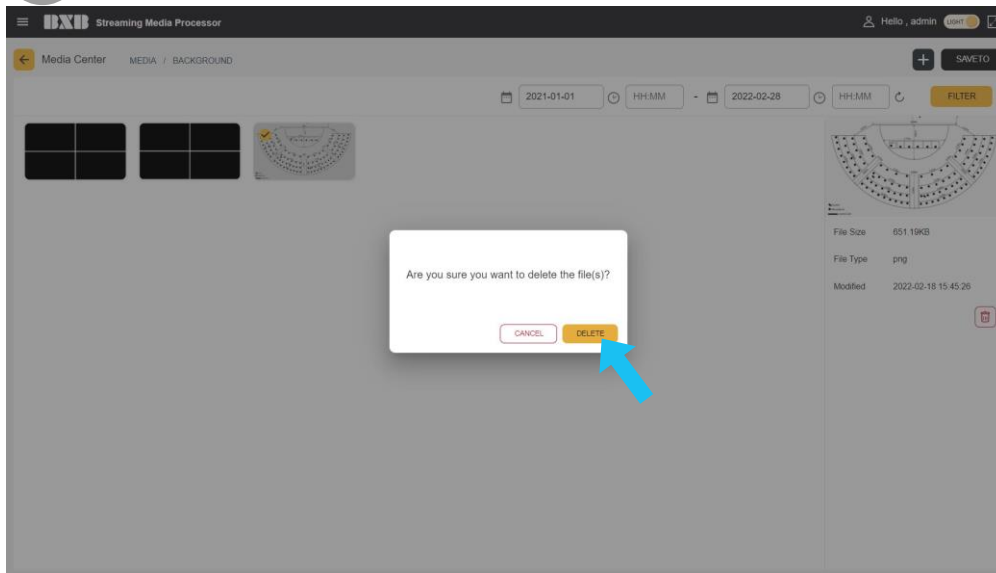 BXB Streaming Media Processor
Hello , admin
LIGHT
Media Center
MEDIA / BACKGROUND
SAVETO
2021-01-01
HH:MM
-
2022-02-28
HH:MM
FILTER
File Size 651.19KB
File Type png
Modified 2022-02-18 15:45:26
Are you sure you want to delete the file(s)?
CANCEL
DELETE